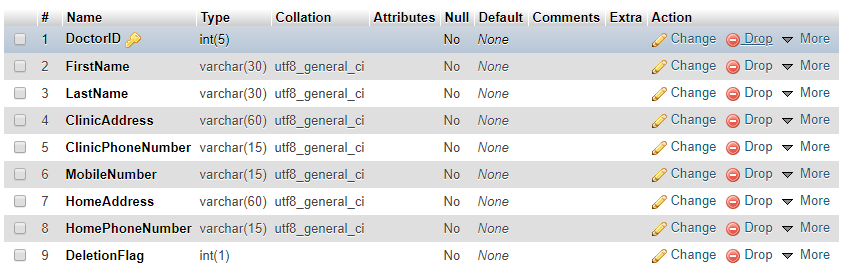 # Name Type Collation Attributes Null Default Comments Extra Action
1 DoctorID int(5) No None Change Drop More
2 FirstName varchar(30) utf8_general_ci No None Change Drop More
3 LastName varchar(30) utf8_general_ci No None Change Drop More
4 ClinicAddress varchar(60) utf8_general_ci No None Change Drop More
5 ClinicPhoneNumber varchar(15) utf8_general_ci No None Change Drop More
6 MobileNumber varchar(15) utf8_general_ci No None Change Drop More
7 HomeAddress varchar(60) utf8_general_ci No None Change Drop More
8 HomePhoneNumber varchar(15) utf8_general_ci No None Change Drop More
9 DeletionFlag int(1) No None Change Drop More